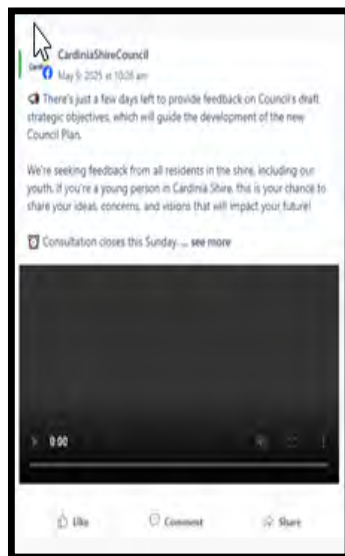 CardiniaShireCouncil
May 9, 2025 at 10:26 am
There's just a few days left to provide feedback on Council's draft
strategic objectives, which will guide the development of the new
Council Plan.
We're seeking feedback from all residents in the shire, including our
youth. If you're a young person in Cardinia Shire, this is your chance to
share your ideas, concerns, and visions that will impact your future!
Consultation closes this Sunday. ... see more
0:00
Like
Comment
Share